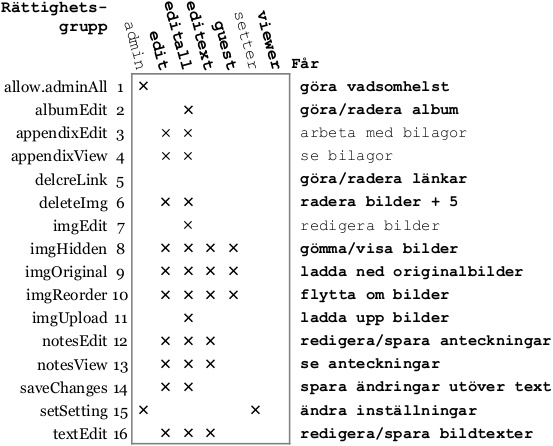 Rättighets-
grupp
admin edit editall editext guest setter viewer Får
allow.adminAll 1 × göra vadsomhelst
albumEdit 2 × göra/radera album
appendixEdit 3 × × arbeta med bilagor
appendixView 4 × × se bilagor
delcreLink 5 göra/radera länkar
deleteImg 6 × × radera bilder + 5
imgEdit 7 × redigera bilder
imgHidden 8 × × × × gömma/visa bilder
imgOriginal 9 × × × × ladda ned originalbilder
imgReorder 10 × × × × flytta om bilder
imgUpload 11 × ladda upp bilder
notesEdit 12 × × × redigera/spara anteckningar
notesView 13 × × × se anteckningar
saveChanges 14 × × spara ändringar utöver text
setSetting 15 × × ändra inställningar
textEdit 16 × × × redigera/spara bildtexter